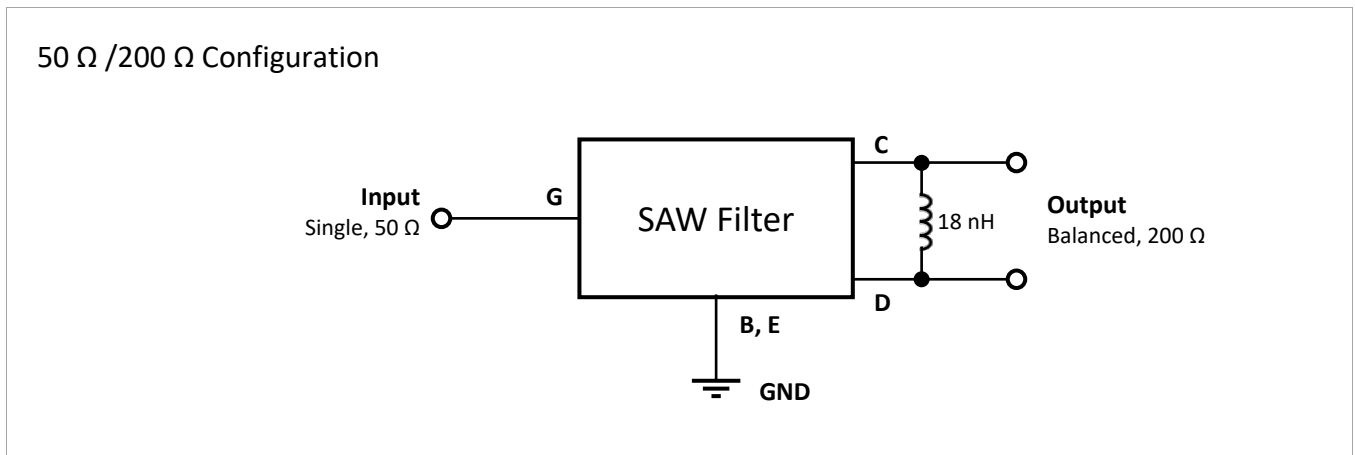 50 Ω /200 Ω Configuration
C
Input
Single, 50 Ω
G
SAW Filter
18 nH
Output
Balanced, 200 Ω
D
B, E
GND